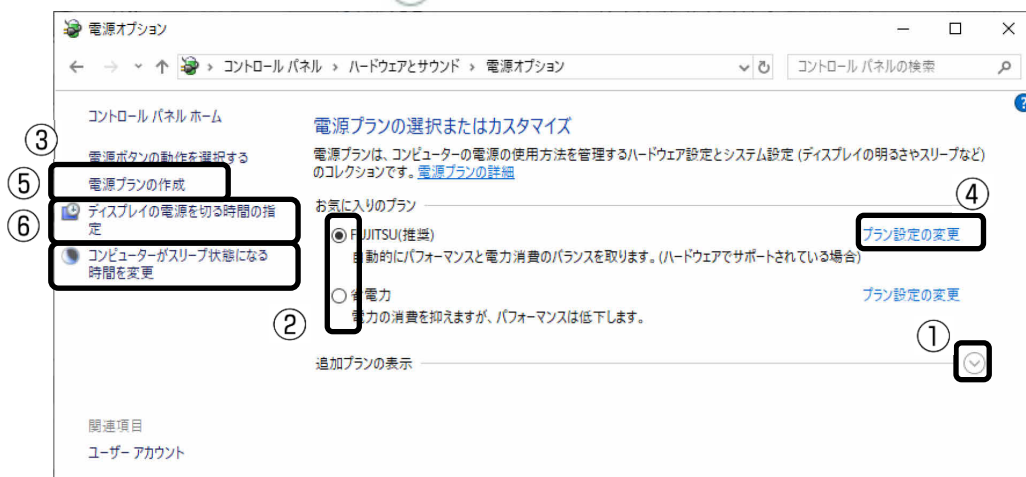 電源オプション
コントロール パネル › ハードウェアとサウンド › 電源オプション
コントロール パネルの検索
コントロール パネル ホーム
③
電源ボタンの動作を選択する
⑤
電源プランの作成
⑥
ディスプレイの電源を切る時間の指
定
コンピューターがスリープ状態になる
時間を変更
電源プランの選択またはカスタマイズ
電源プランは、コンピューターの電源の使用方法を管理するハードウェア設定とシステム設定 (ディスプレイの明るさやスリープなど)
のコレクションです。電源プランの詳細
④
お気に入りのプラン
FUJITSU(推奨)
プラン設定の変更
自動的にパフォーマンスと電力消費のバランスを取ります。(ハードウェアでサポートされている場合)
省電力
プラン設定の変更
②
電力の消費を抑えますが、パフォーマンスは低下します。
①
追加プランの表示
関連項目
ユーザー アカウント